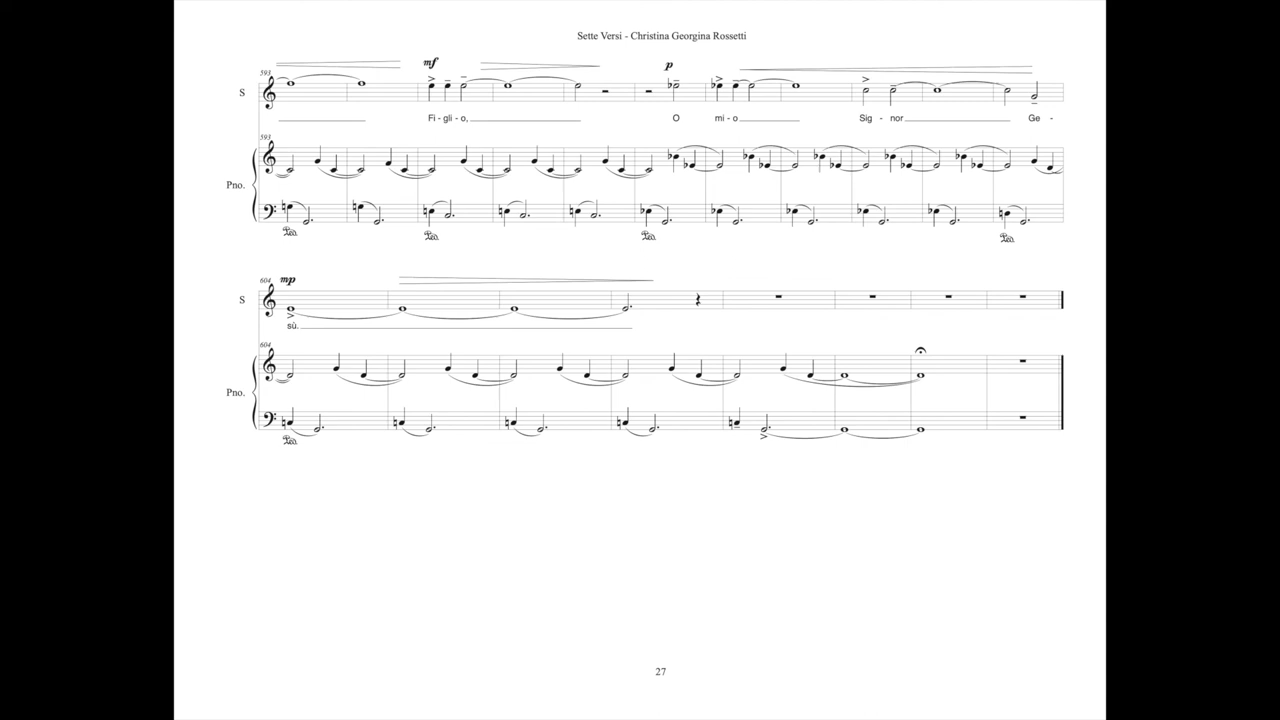 Sette Versi - Christina Georgina Rossetti
mf p
593
S
Fi - gli - o, O mi - o Sig - nor Ge -
593
Pno.
604 mp
S
sù.
604
Pno.
27